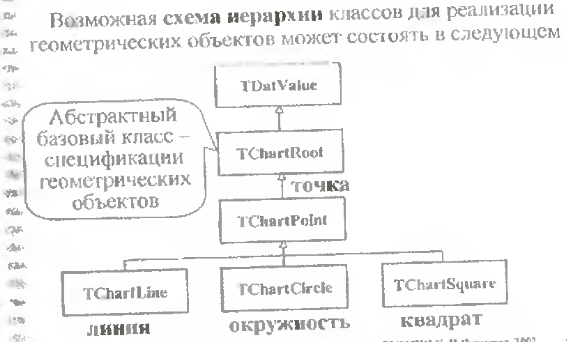 Возможная схема иерархии классов для реализации
геометрических объектов может состоять в следующем
TDatValue
Абстрактный
базовый класс –
спецификации
геометрических
объектов
TChartRoot
точка
TChartPoint
TChartLine
TChartCircle
TChartSquare
линия
окружность
квадрат